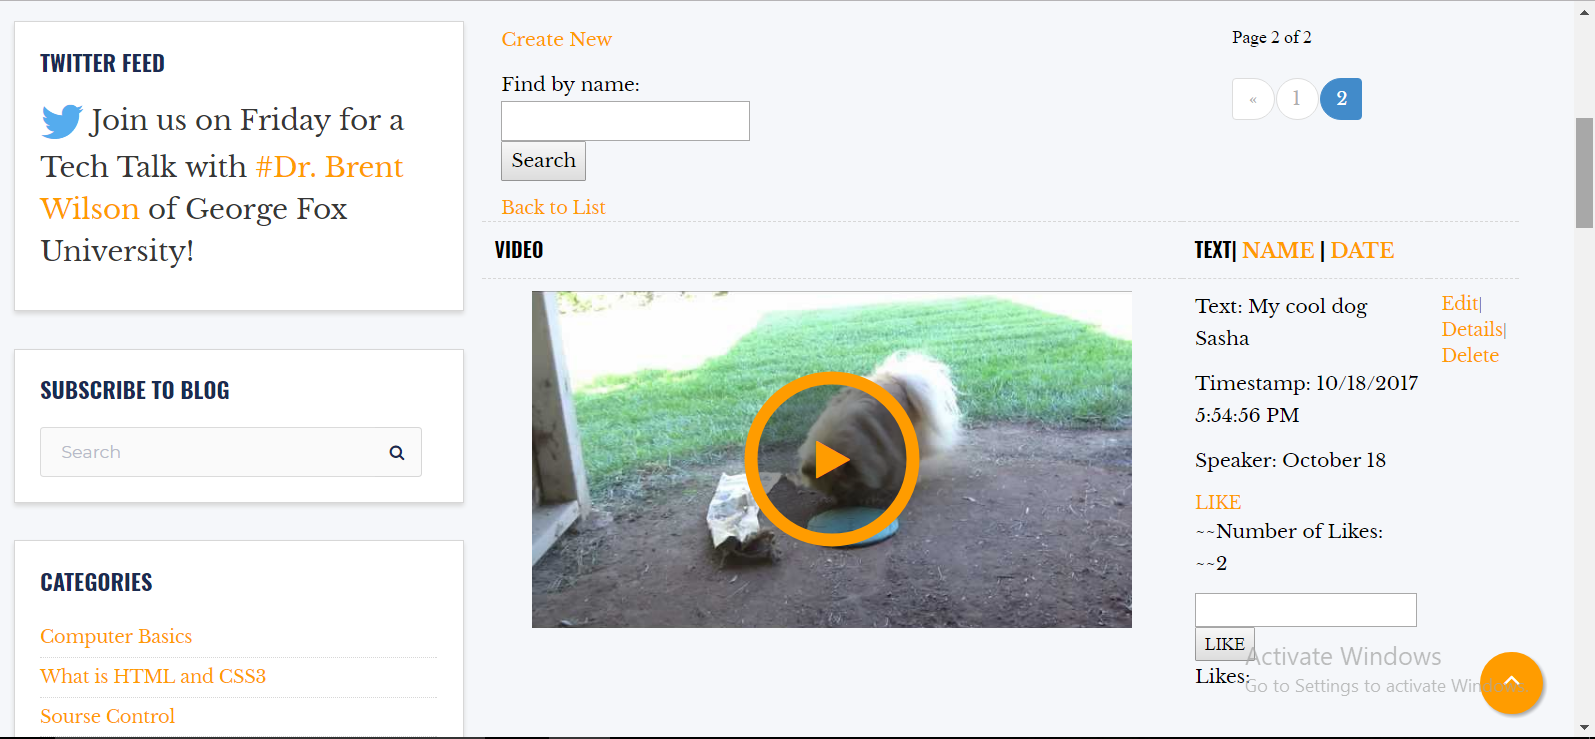 TWITTER FEED
Join us on Friday for a
Tech Talk with #Dr. Brent
Wilson of George Fox
University!
SUBSCRIBE TO BLOG
Search
CATEGORIES
Computer Basics
What is HTML and CSS3
Sourse Control
Create New
Find by name:
Search
Back to List
Page 2 of 2
« 1 2
VIDEO
TEXT| NAME | DATE
Text: My cool dog
Sasha
Timestamp: 10/18/2017
5:54:56 PM
Speaker: October 18
LIKE
~~Number of Likes:
~~2
LIKE
Likes:
Edit|
Details|
Delete
Activate Windows
Go to Settings to activate Windows.